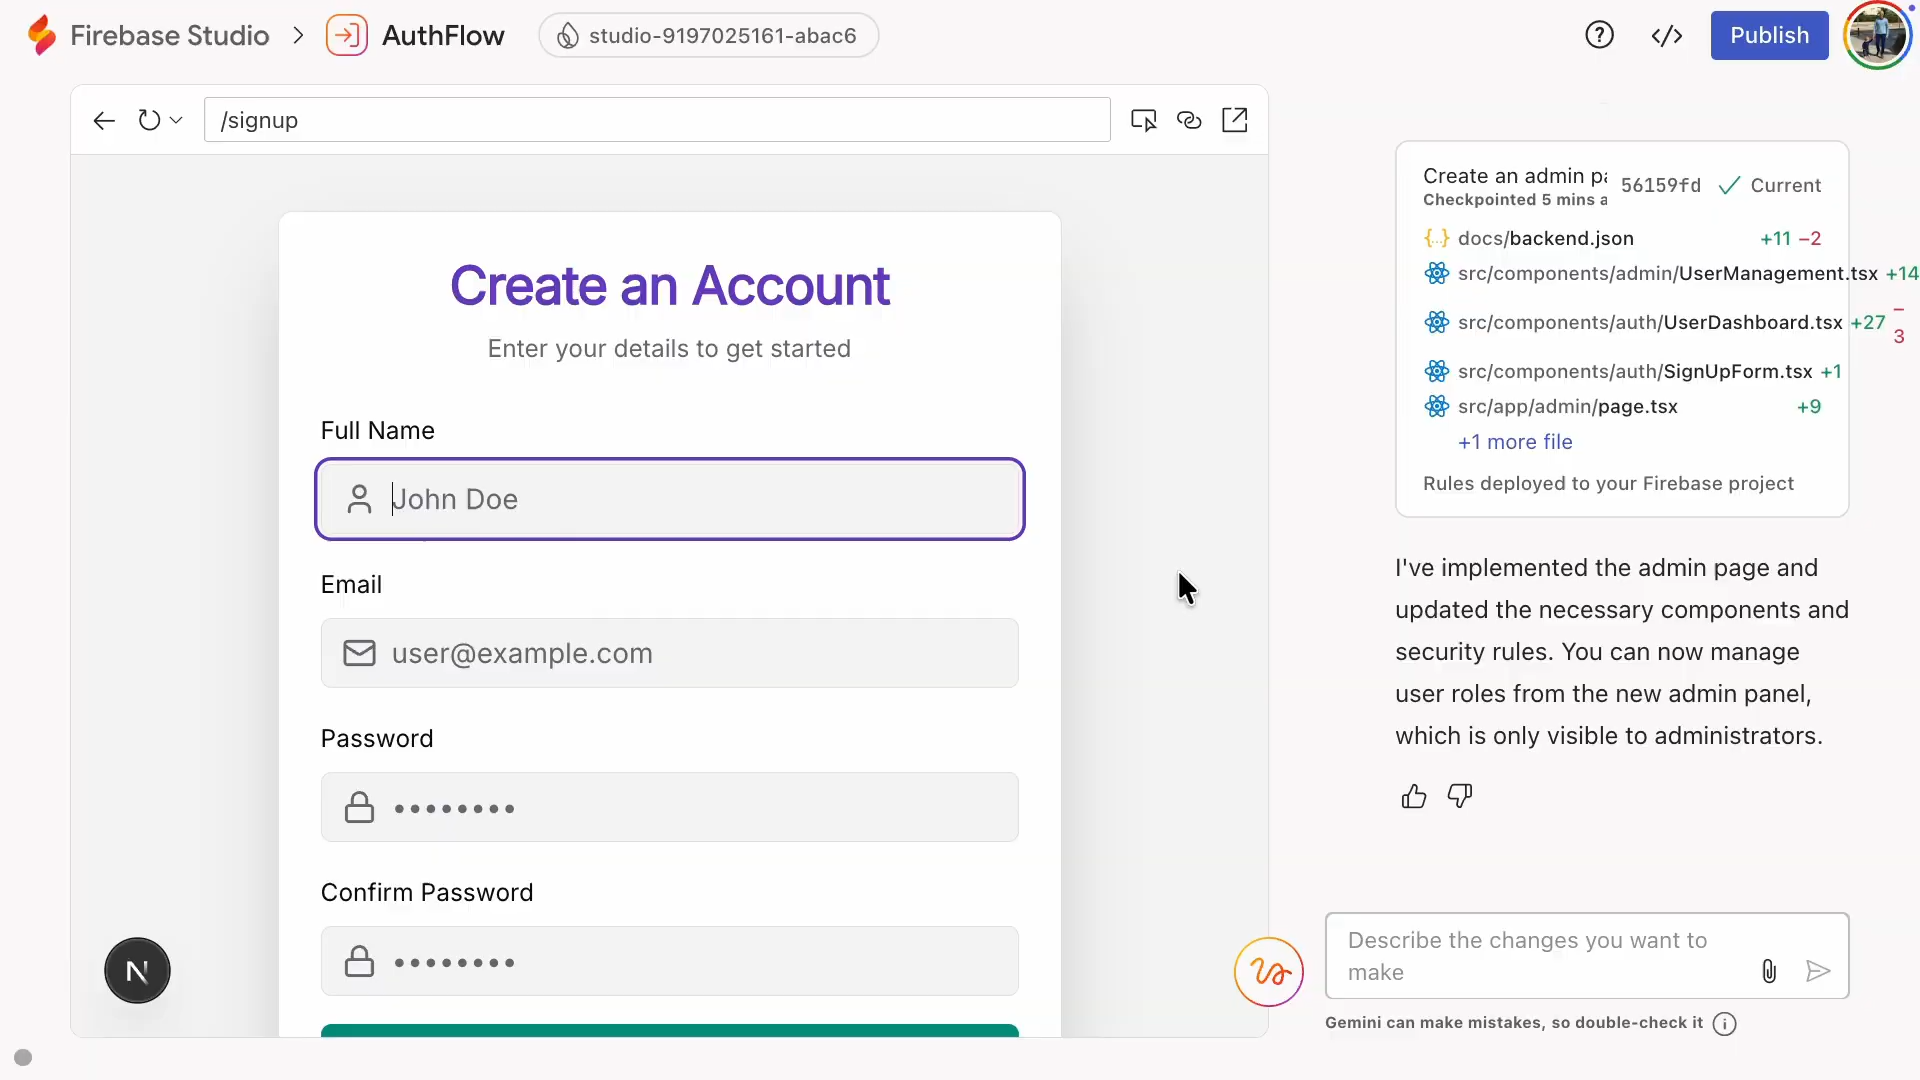 Firebase Studio
AuthFlow
studio-9197025161-abac6
Publish
/signup
Create an Account
Enter your details to get started
Full Name
John Doe
Email
user@example.com
Password
••••••••
Confirm Password
••••••••
N
Create an admin pa
56159fd
Current
Checkpointed 5 mins a
docs/backend.json +11 −2
src/components/admin/UserManagement.tsx +14
src/components/auth/UserDashboard.tsx +27 −3
src/components/auth/SignUpForm.tsx +1
src/app/admin/page.tsx +9
+1 more file
Rules deployed to your Firebase project
I've implemented the admin page and
updated the necessary components and
security rules. You can now manage
user roles from the new admin panel,
which is only visible to administrators.
Describe the changes you want to
make
Gemini can make mistakes, so double-check it